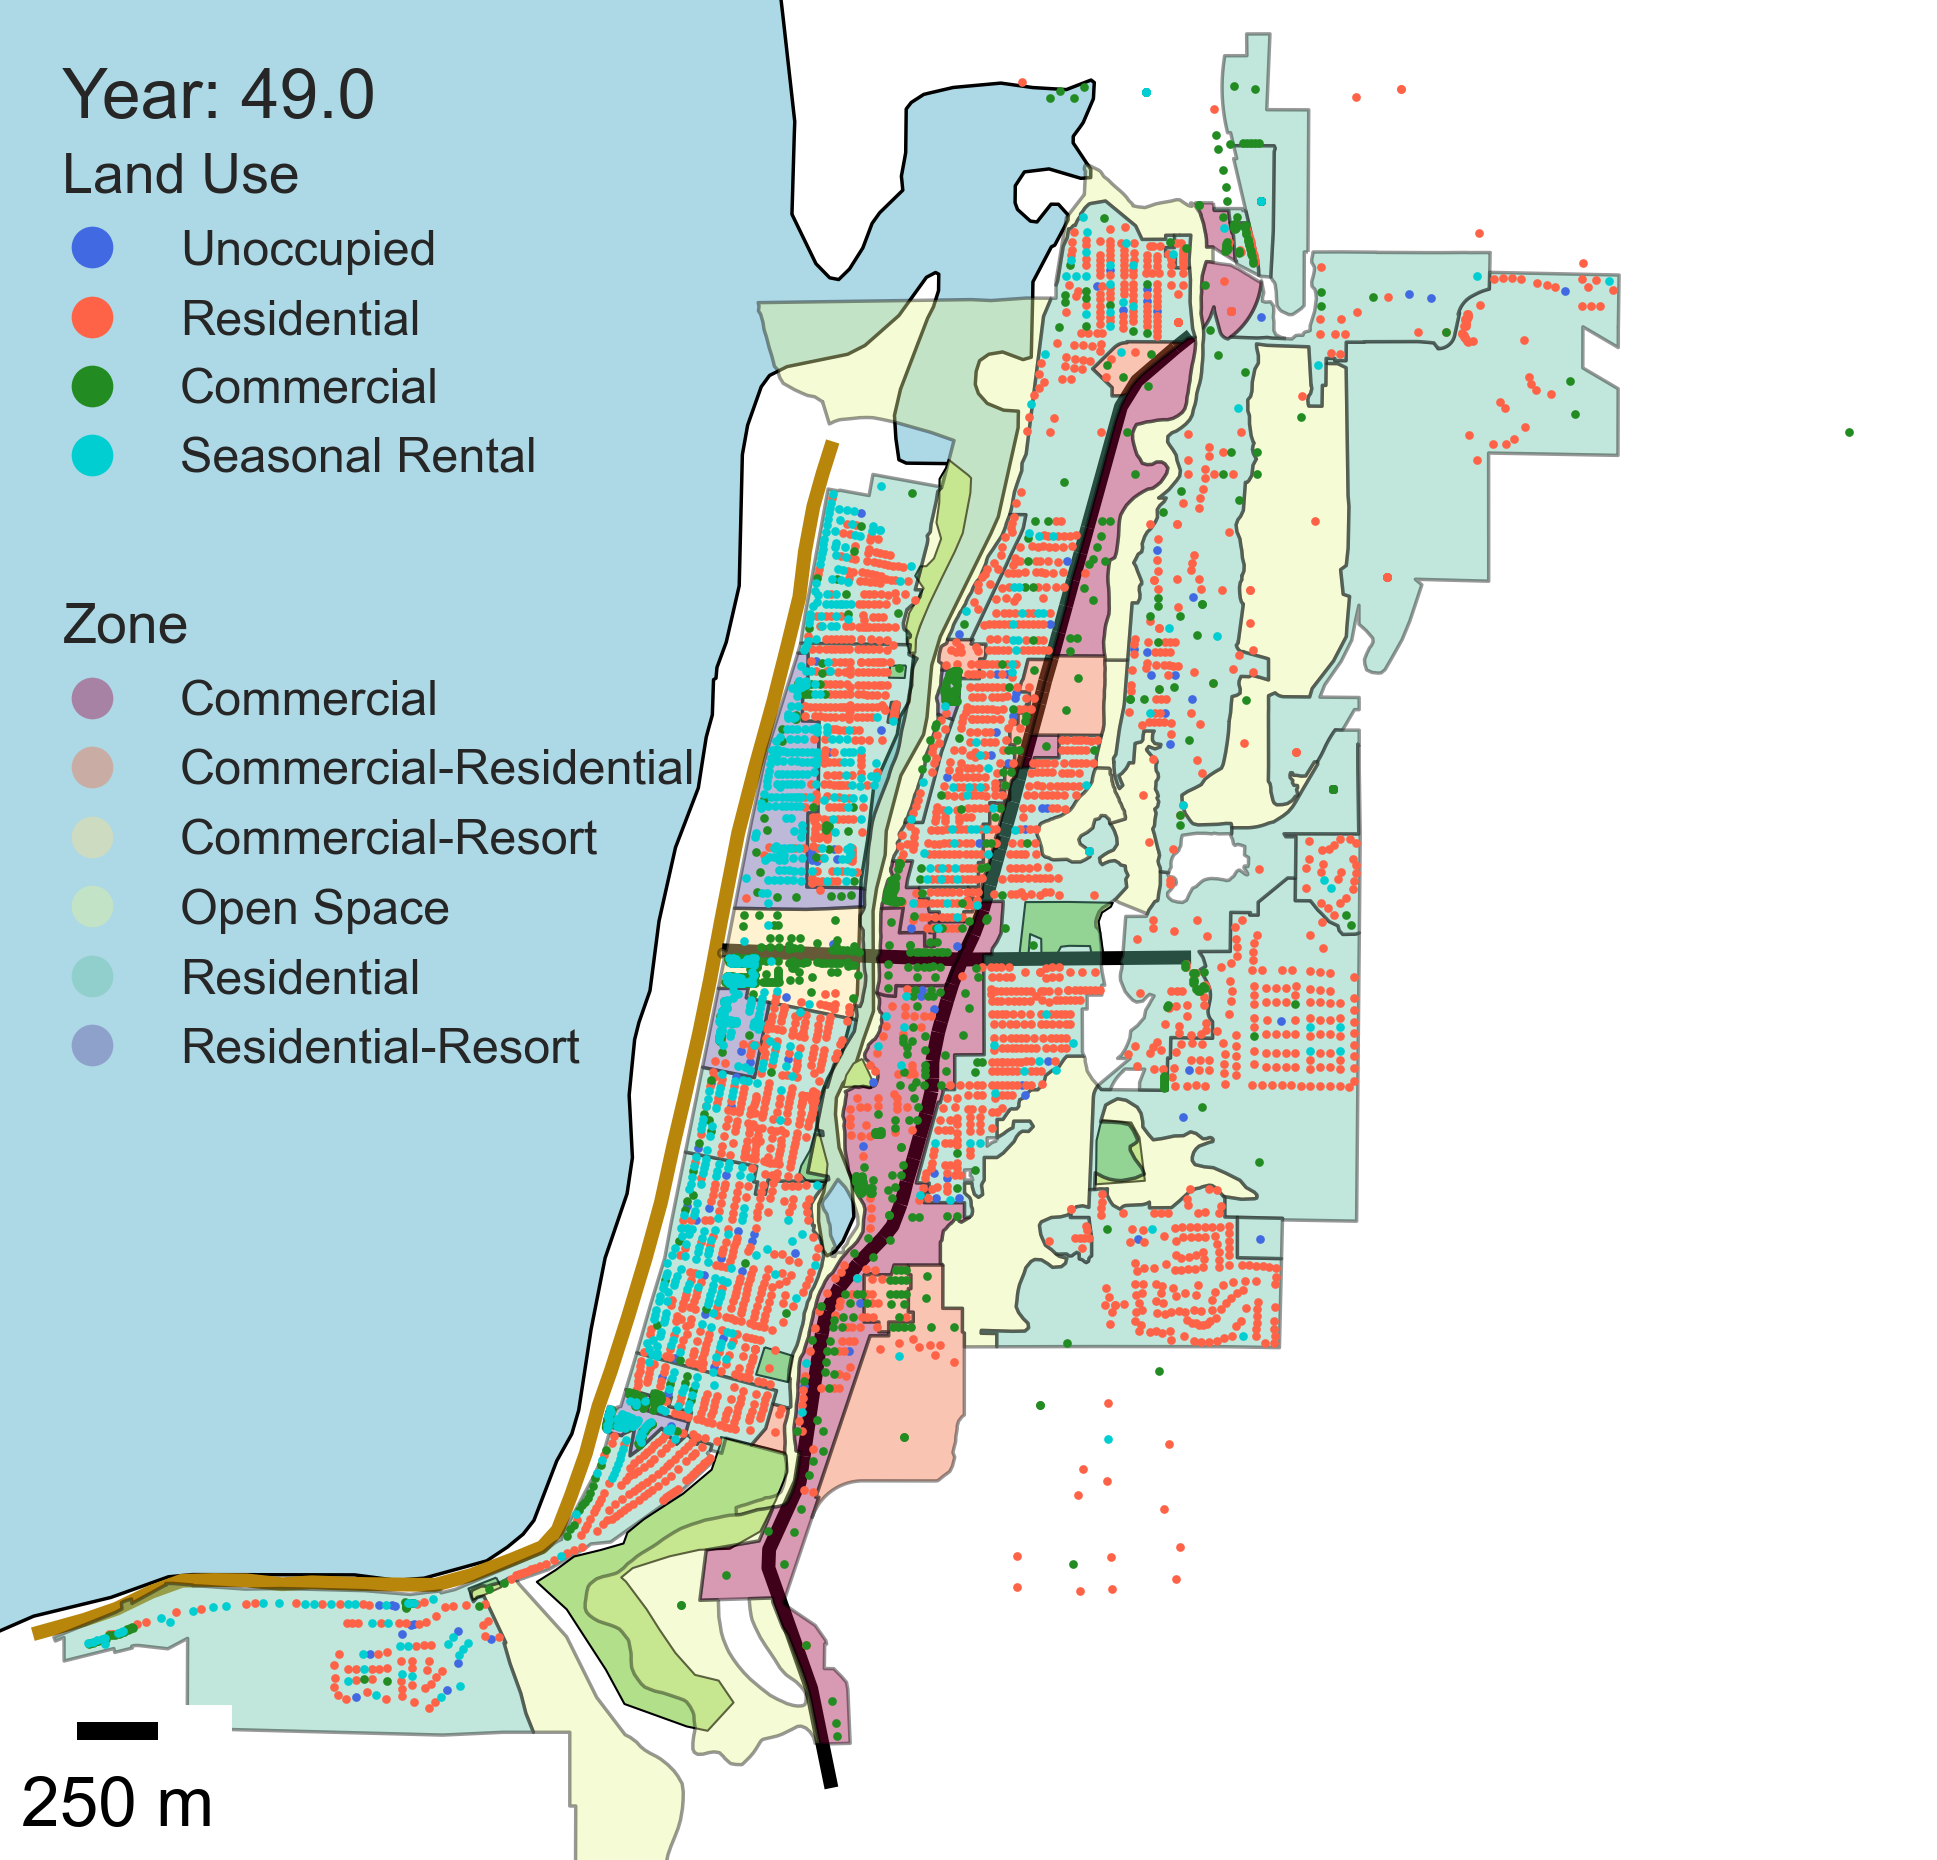 Year: 49.0
Land Use
Unoccupied
Residential
Commercial
Seasonal Rental
Zone
Commercial
Commercial-Residential
Commercial-Resort
Open Space
Residential
Residential-Resort
250 m